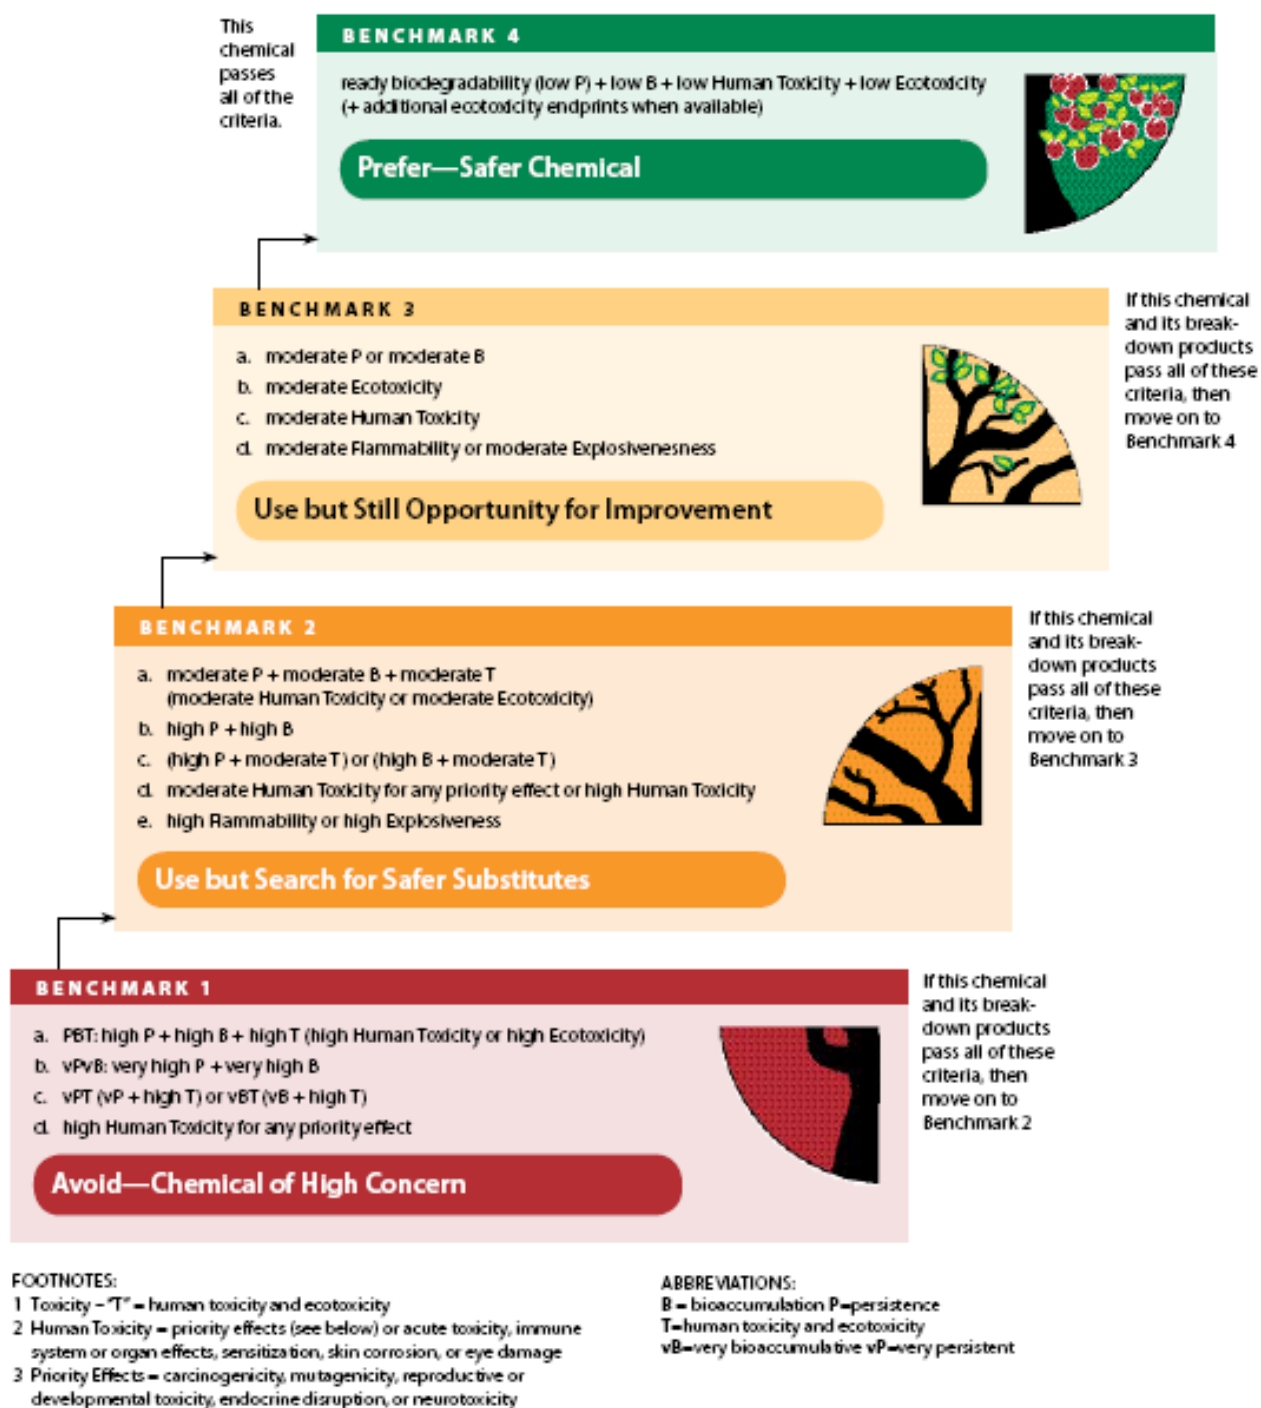 This
chemical
passes
all of the
criteria.
BENCHMARK 4
ready biodegradability (low P) + low B + low Human Toxicity + low Ecotoxicity
(+ additional ecotoxicity endprints when available)
Prefer—Safer Chemical
BENCHMARK 3
a. moderate P or moderate B
b. moderate Ecotoxicity
c. moderate Human Toxicity
d. moderate Flammability or moderate Explosivenesness
Use but Still Opportunity for Improvement
If this chemical
and its break-
down products
pass all of these
criteria, then
move on to
Benchmark 4
BENCHMARK 2
a. moderate P + moderate B + moderate T
(moderate Human Toxicity or moderate Ecotoxicity)
b. high P + high B
c. (high P + moderate T) or (high B + moderate T)
d. moderate Human Toxicity for any priority effect or high Human Toxicity
e. high Flammability or high Explosiveness
Use but Search for Safer Substitutes
If this chemical
and its break-
down products
pass all of these
criteria, then
move on to
Benchmark 3
BENCHMARK 1
a. PBT: high P + high B + high T (high Human Toxicity or high Ecotoxicity)
b. vPvB: very high P + very high B
c. vPT (vP + high T) or vBT (vB + high T)
d. high Human Toxicity for any priority effect
Avoid—Chemical of High Concern
If this chemical
and its break-
down products
pass all of these
criteria, then
move on to
Benchmark 2
FOOTNOTES:
1 Toxicity – "T" = human toxicity and ecotoxicity
2 Human Toxicity = priority effects (see below) or acute toxicity, immune
system or organ effects, sensitization, skin corrosion, or eye damage
3 Priority Effects = carcinogenicity, mutagenicity, reproductive or
developmental toxicity, endocrine disruption, or neurotoxicity
ABBREVIATIONS:
B = bioaccumulation P=persistence
T=human toxicity and ecotoxicity
vB=very bioaccumulative vP=very persistent